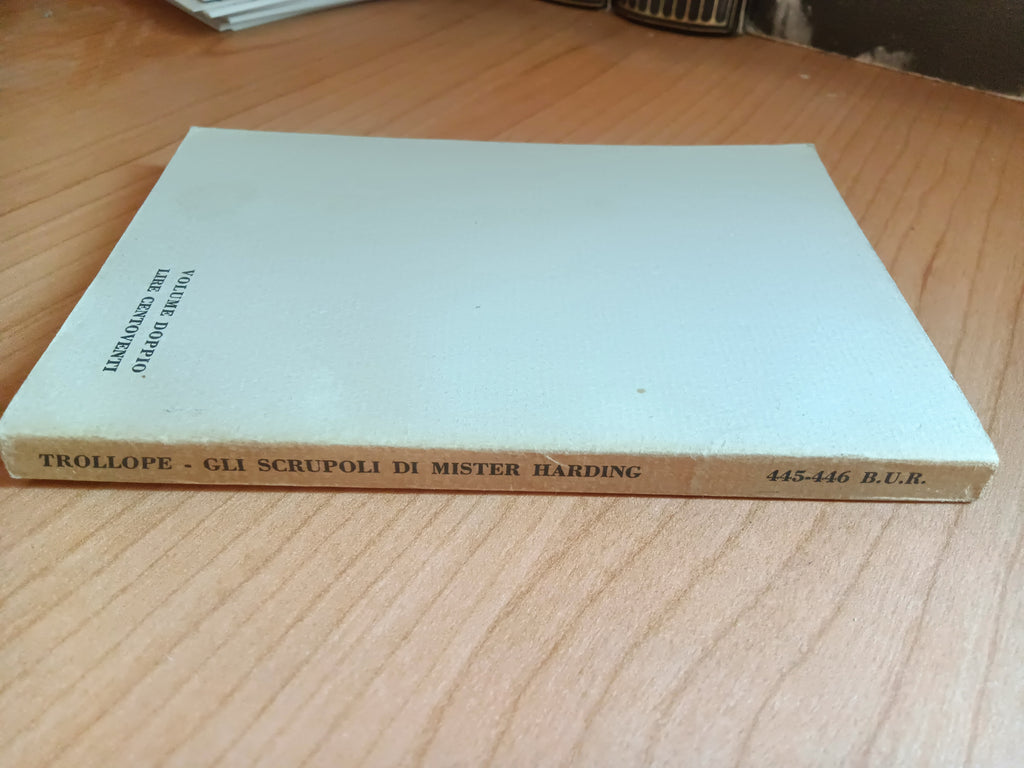 VOLUME DOPPIO
LIRE CENTOVENTI
TROLLOPE - GLI SCRUPOLI DI MISTER HARDING
445-446 B.U.R.